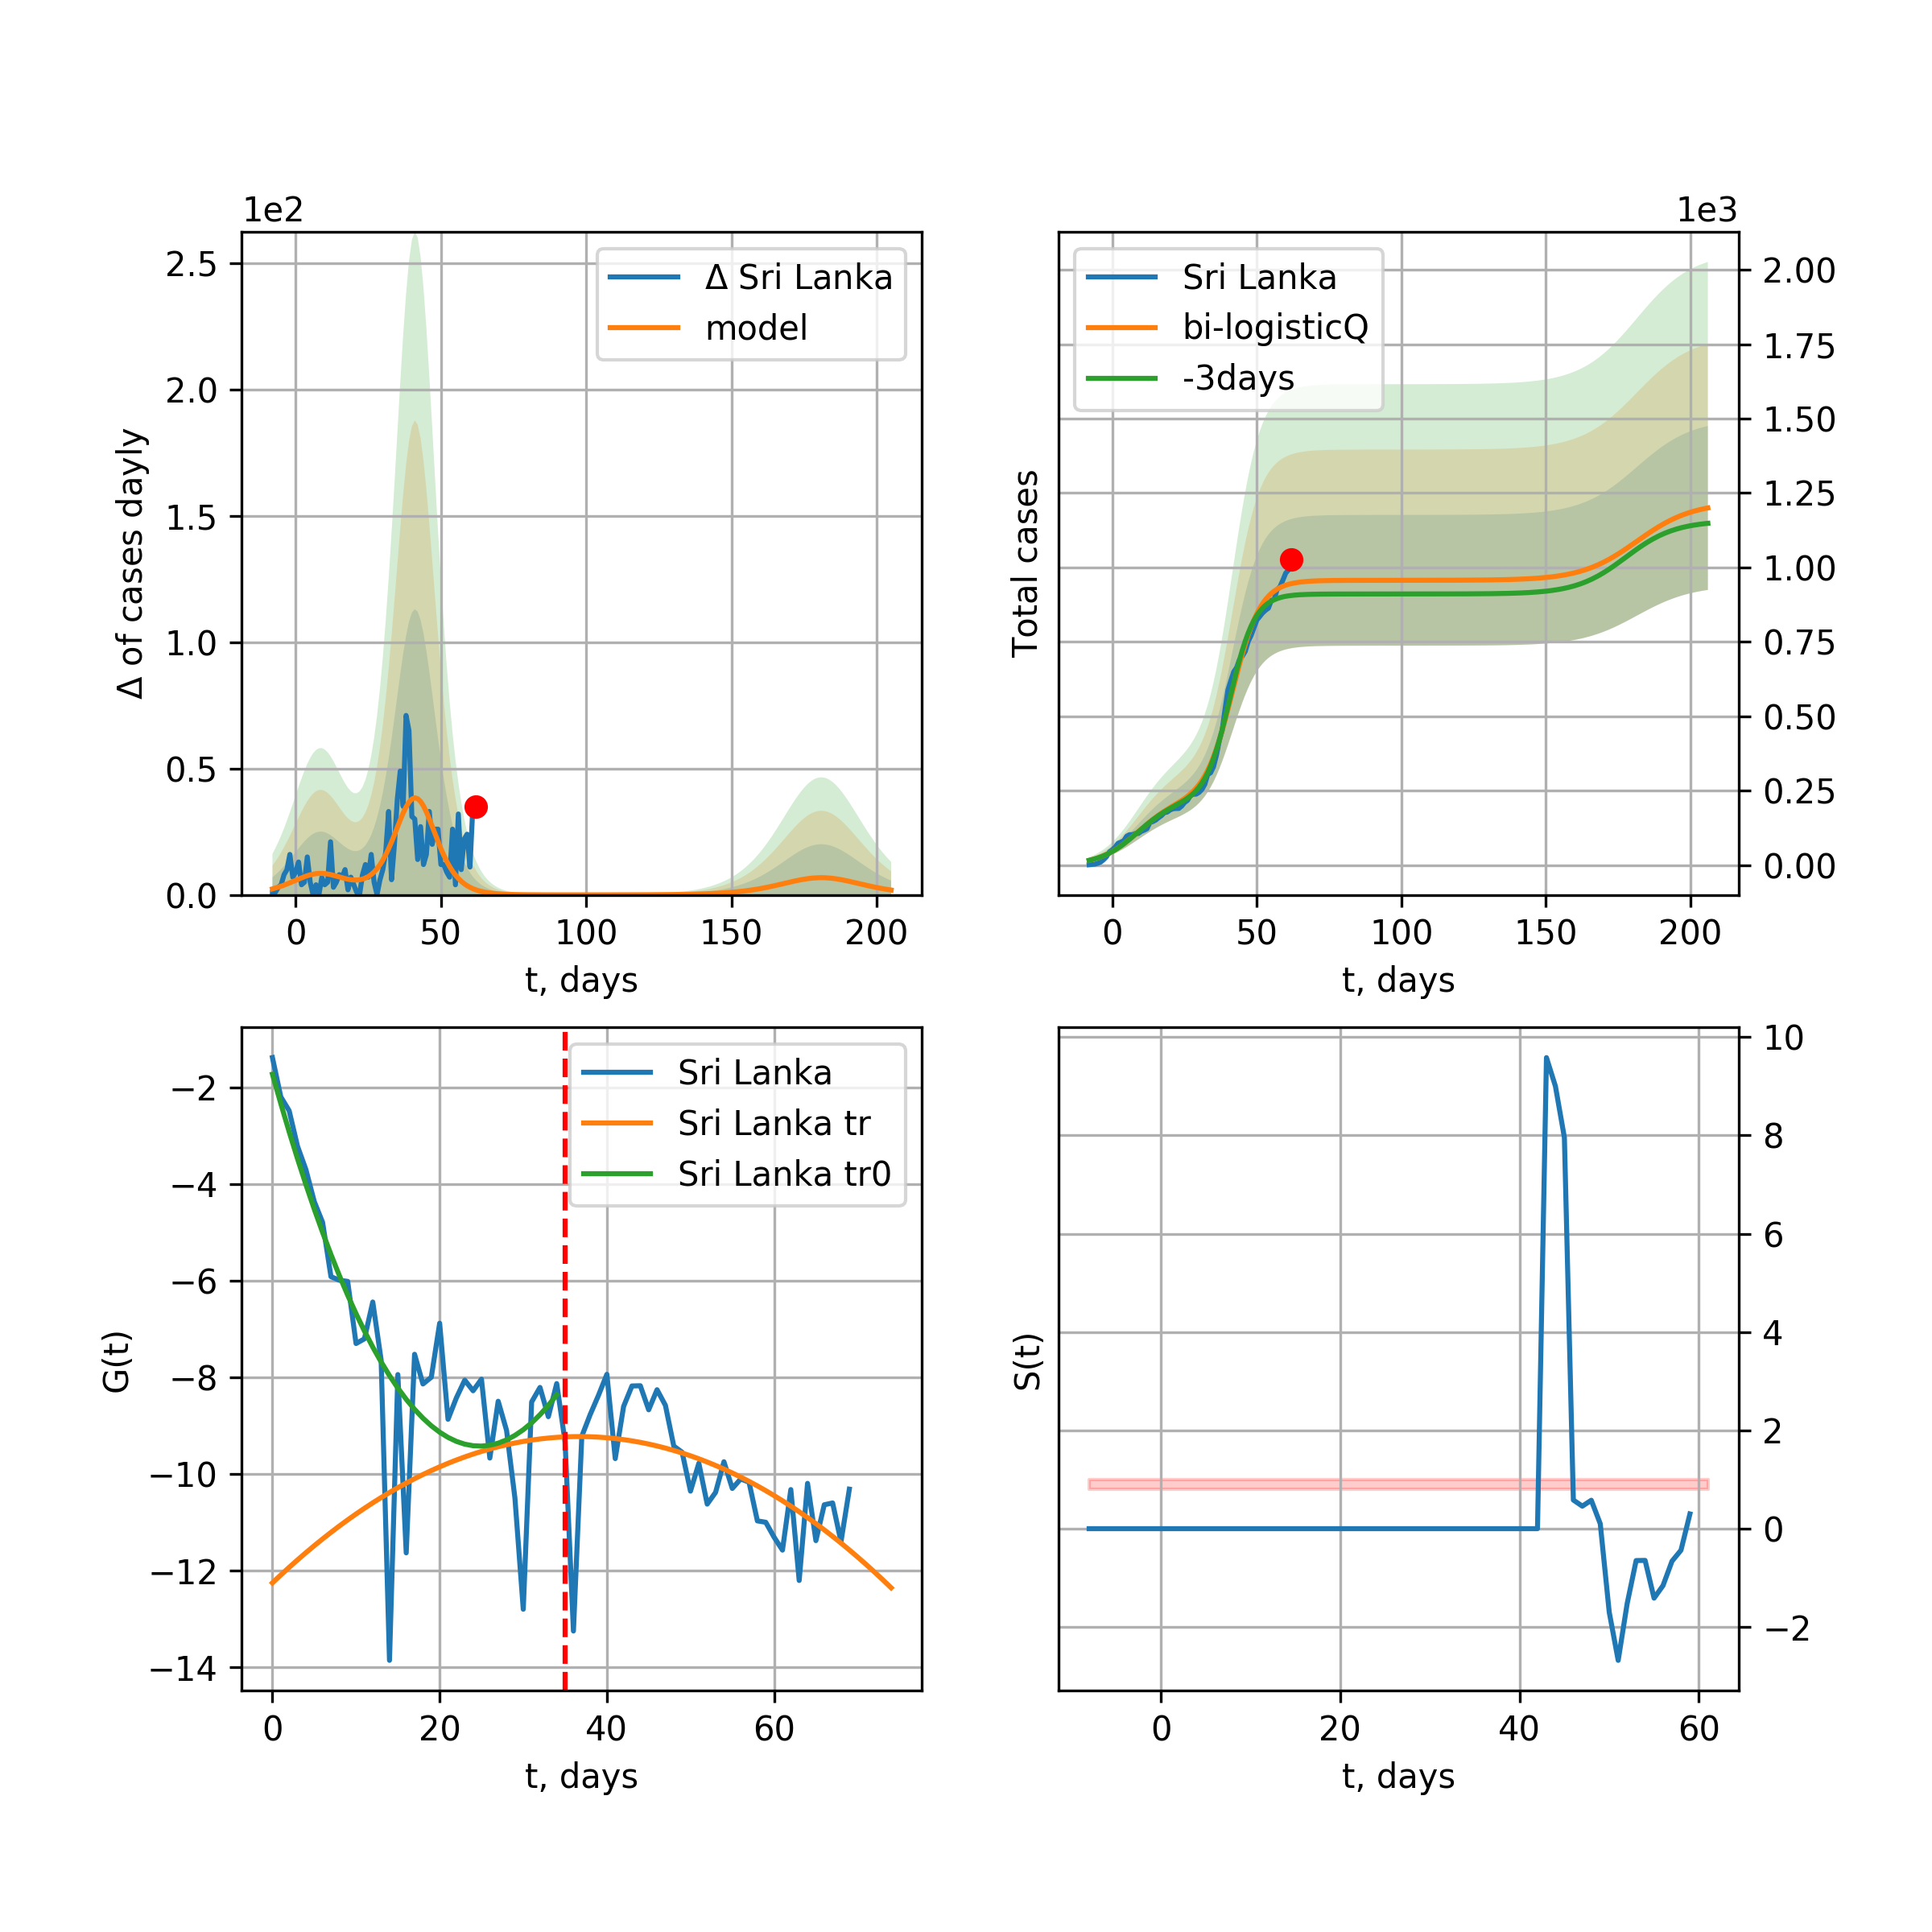 1e2
Δ of cases dayly
2.5
2.0
1.5
1.0
0.5
0.0
Δ Sri Lanka
model
0 50 100 150 200
t, days
1e3
Total cases
Sri Lanka
bi-logisticQ
-3days
2.00
1.75
1.50
1.25
1.00
0.75
0.50
0.25
0.00
0 50 100 150 200
t, days
G(t)
−2
−4
−6
−8
−10
−12
−14
Sri Lanka
Sri Lanka tr
Sri Lanka tr0
0 20 40 60
t, days
S(t)
10
8
6
4
2
0
−2
0 20 40 60
t, days